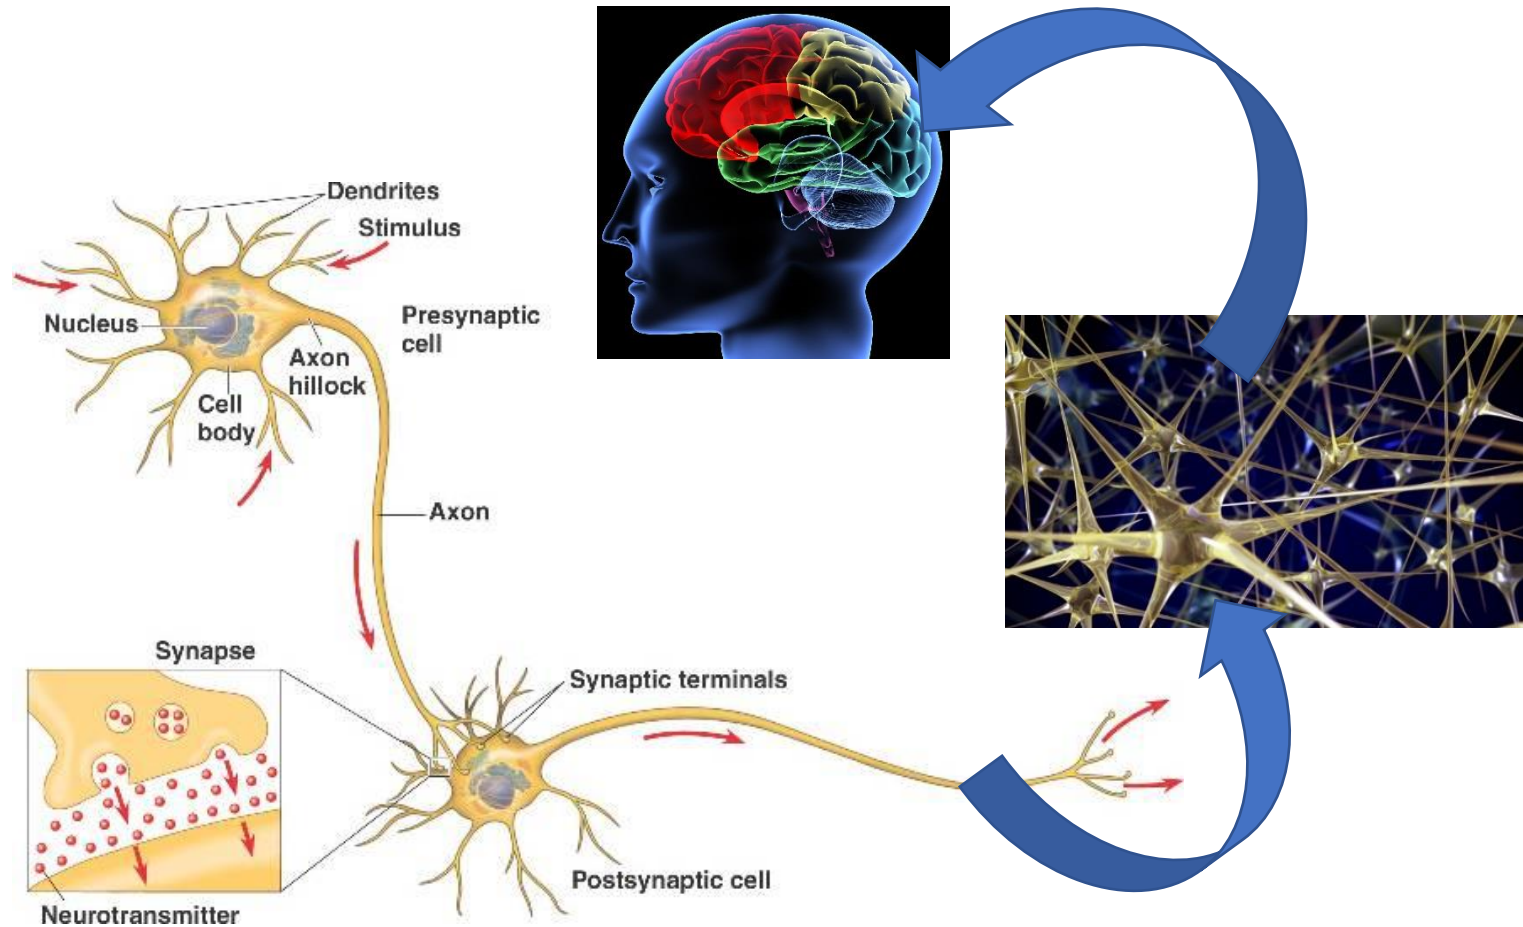 Dendrites
Stimulus
Nucleus
Presynaptic
cell
Axon
hillock
Cell
body
Axon
Synapse
Synaptic terminals
Postsynaptic cell
Neurotransmitter